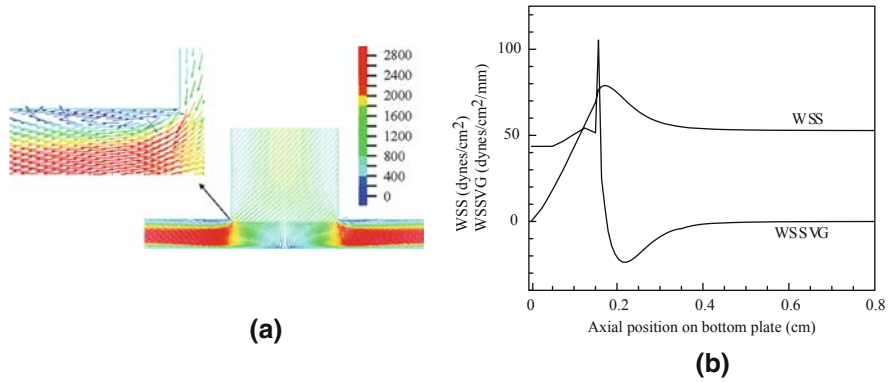 2800
2400
2000
1600
1200
800
400
0
(a)
WSS (dynes/cm2)
WSSVG (dynes/cm2/mm)
100
50
0
WSS
WSSVG
0 0.2 0.4 0.6 0.8
Axial position on bottom plate (cm)
(b)